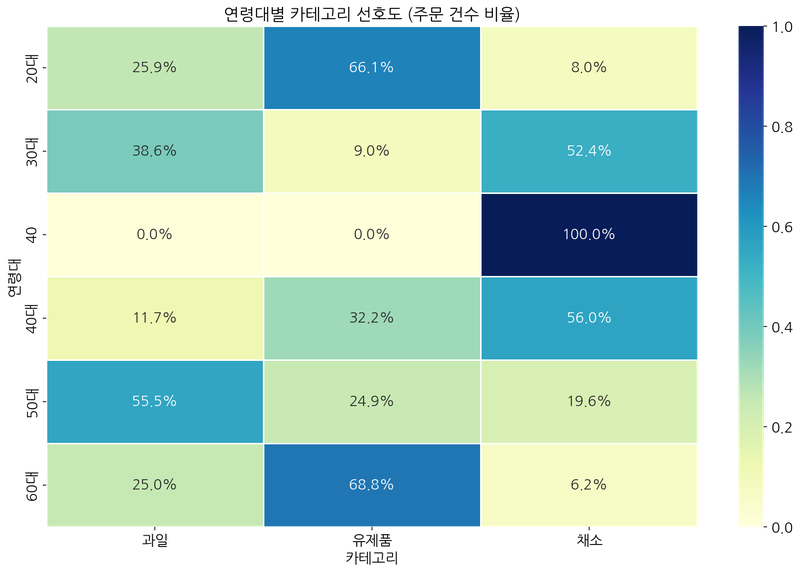 연령대별 카테고리 선호도 (주문 건수 비율)
20대 25.9% 66.1% 8.0%
30대 38.6% 9.0% 52.4%
40 0.0% 0.0% 100.0%
40대 11.7% 32.2% 56.0%
50대 55.5% 24.9% 19.6%
60대 25.0% 68.8% 6.2%
연령대
과일 유제품 채소
카테고리
1.0
0.8
0.6
0.4
0.2
0.0